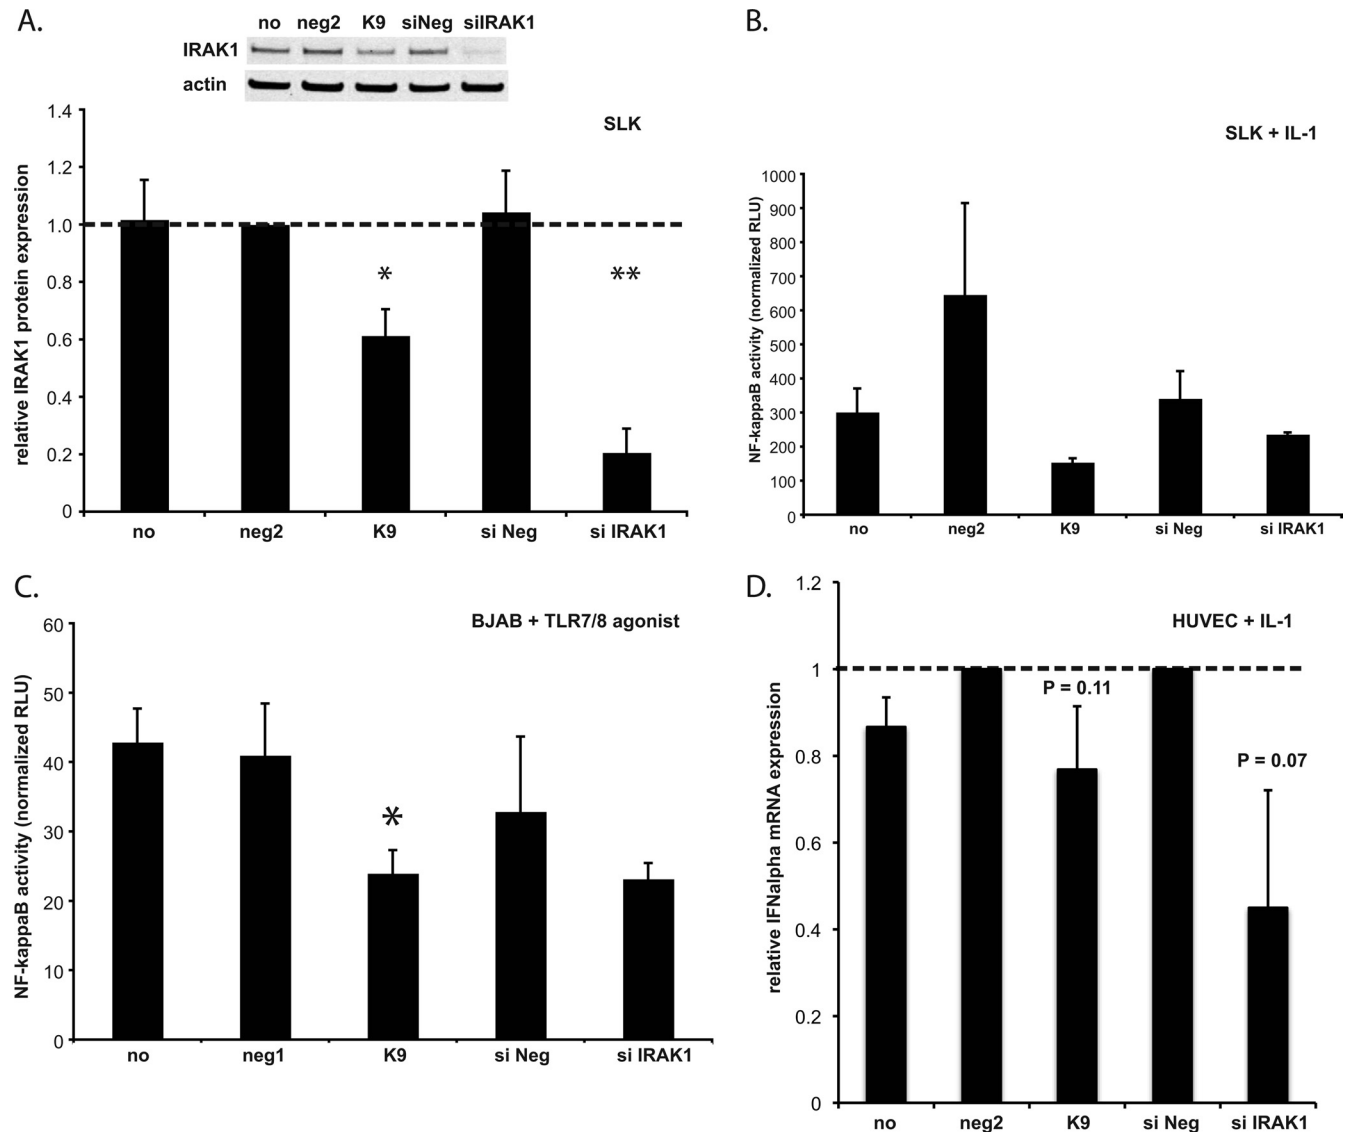 A.
no neg2 K9 siNeg siIRAK1
IRAK1
actin
SLK
relative IRAK1 protein expression
1.4
1.2
1.0
0.8
0.6
0.4
0.2
0
*
**
no neg2 K9 si Neg si IRAK1
B.
SLK + IL-1
NF-kappaB activity (normalized RLU)
1000
900
800
700
600
500
400
300
200
100
0
no neg2 K9 si Neg si IRAK1
C.
BJAB + TLR7/8 agonist
NF-kappaB activity (normalized RLU)
60
50
40
30
20
10
0
*
no neg1 K9 si Neg si IRAK1
D.
HUVEC + IL-1
relative IFNalpha mRNA expression
1.2
1
0.8
0.6
0.4
0.2
0
P = 0.11
P = 0.07
no neg2 K9 si Neg si IRAK1